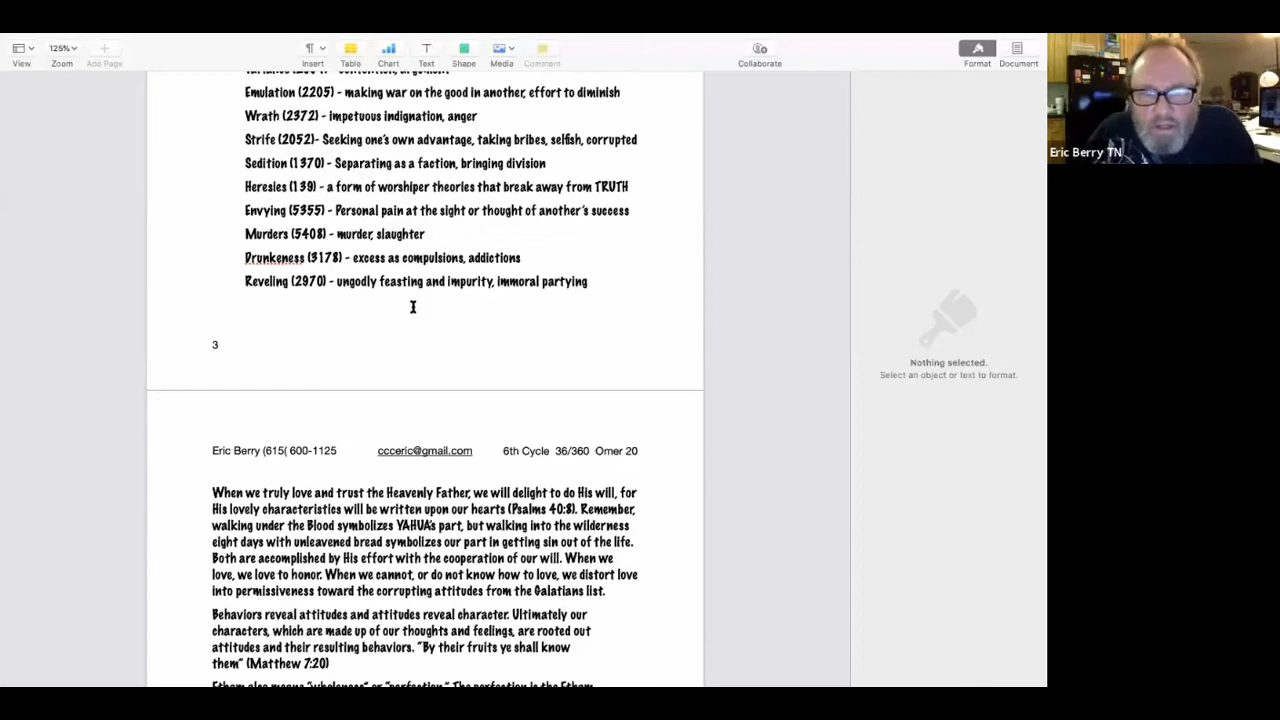 125%
View
Zoom
Add Page
Insert
Table
Chart
Text
Shape
Media
Comment
Collaborate
Format
Document
Emulation (2205) - making war on the good in another, effort to diminish
Wrath (2372) - impetuous indignation, anger
Strife (2052)- Seeking one's own advantage, taking bribes, selfish, corrupted
Sedition (1370) - Separating as a faction, bringing division
Heresies (139) - a form of worshiper theories that break away from TRUTH
Envying (5355) - Personal pain at the sight or thought of another's success
Murders (5408) - murder, slaughter
Drunkeness (3178) - excess as compulsions, addictions
Reveling (2970) - ungodly feasting and impurity, immoral partying
3
Eric Berry (615( 600-1125 ccceric@gmail.com 6th Cycle 36/360 Omer 20
When we truly love and trust the Heavenly Father, we will delight to do His will, for
His lovely characteristics will be written upon our hearts (Psalms 40:8). Remember,
walking under the Blood symbolizes YAHUA's part, but walking into the wilderness
eight days with unleavened bread symbolizes our part in getting sin out of the life.
Both are accomplished by His effort with the cooperation of our will. When we
love, we love to honor. When we cannot, or do not know how to love, we distort love
into permissiveness toward the corrupting attitudes from the Galatians list.
Behaviors reveal attitudes and attitudes reveal character. Ultimately our
characters, which are made up of our thoughts and feelings, are rooted out
attitudes and their resulting behaviors. "By their fruits ye shall know
them" (Matthew 7:20)
Etham also means "wholeness" or "perfection." The perfection is the Etham
Nothing selected.
Select an object or text to format.
Eric Berry TN